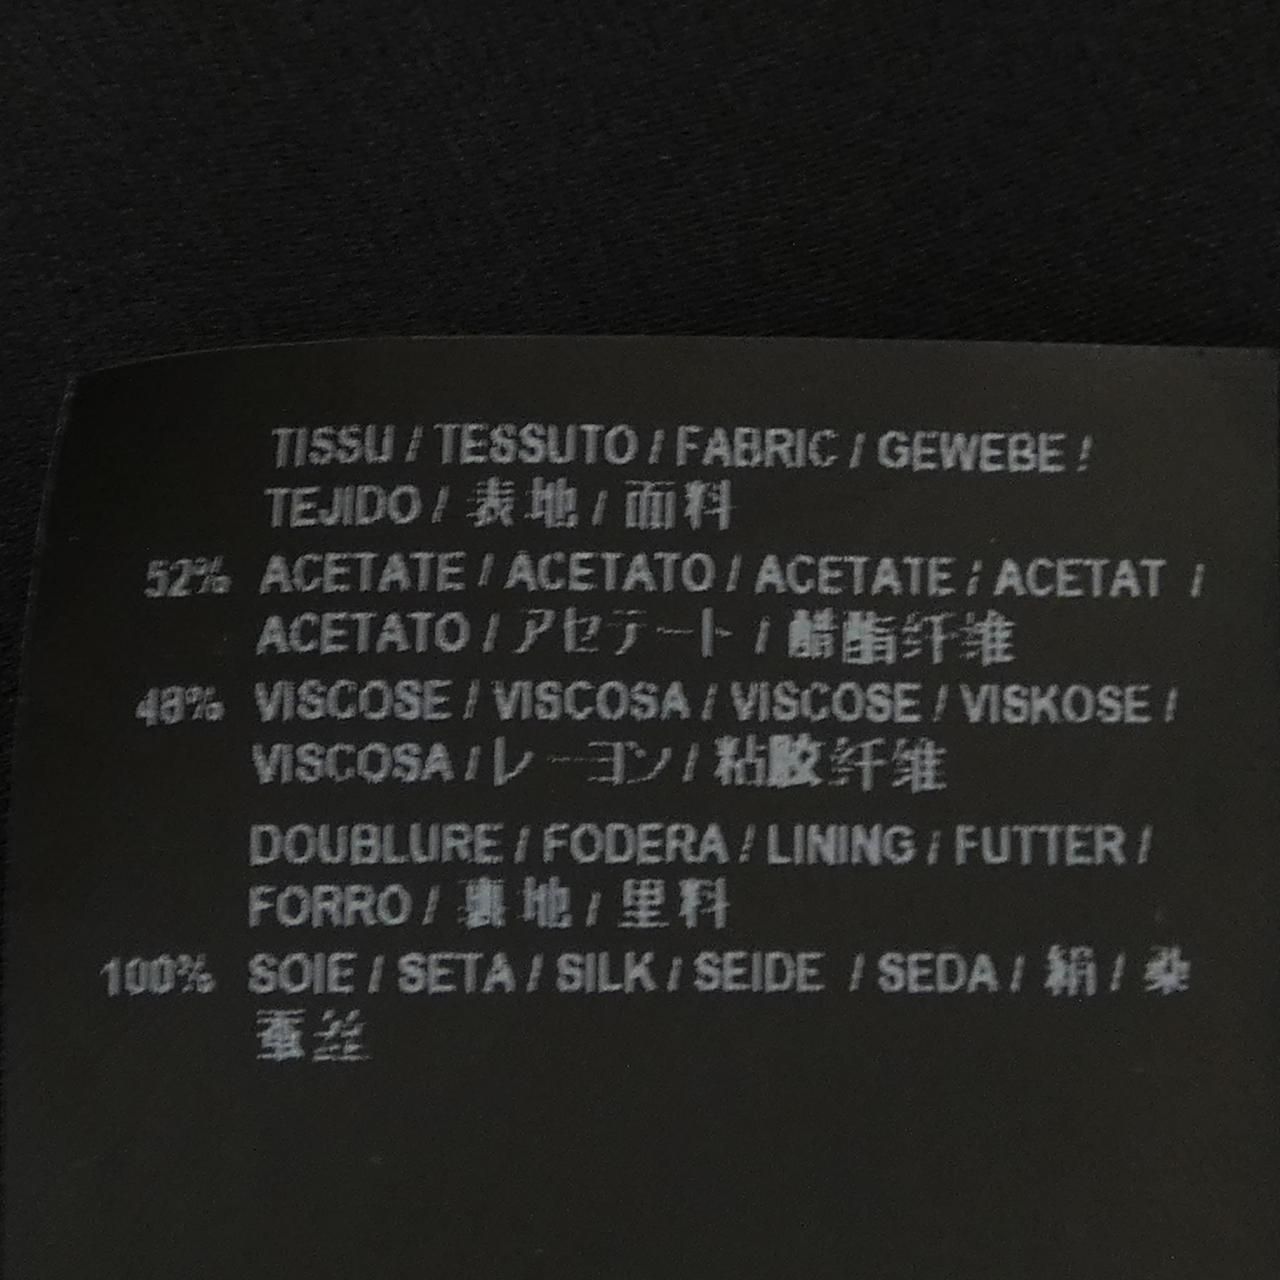 TISSU / TESSUTO / FABRIC / GEWEBE /
TEJIDO / 表地 / 面料
52% ACETATE / ACETATO / ACETATE / ACETAT /
ACETATO / アセテート / 醋酯纤维
48% VISCOSE / VISCOSA / VISCOSE / VISKOSE /
VISCOSA / レーヨン / 粘胶纤维
DOUBLURE / FODERA / LINING / FUTTER /
FORRO / 裏地 / 里料
100% SOIE / SETA / SILK / SEIDE / SEDA / 絹 / 桑
蚕丝